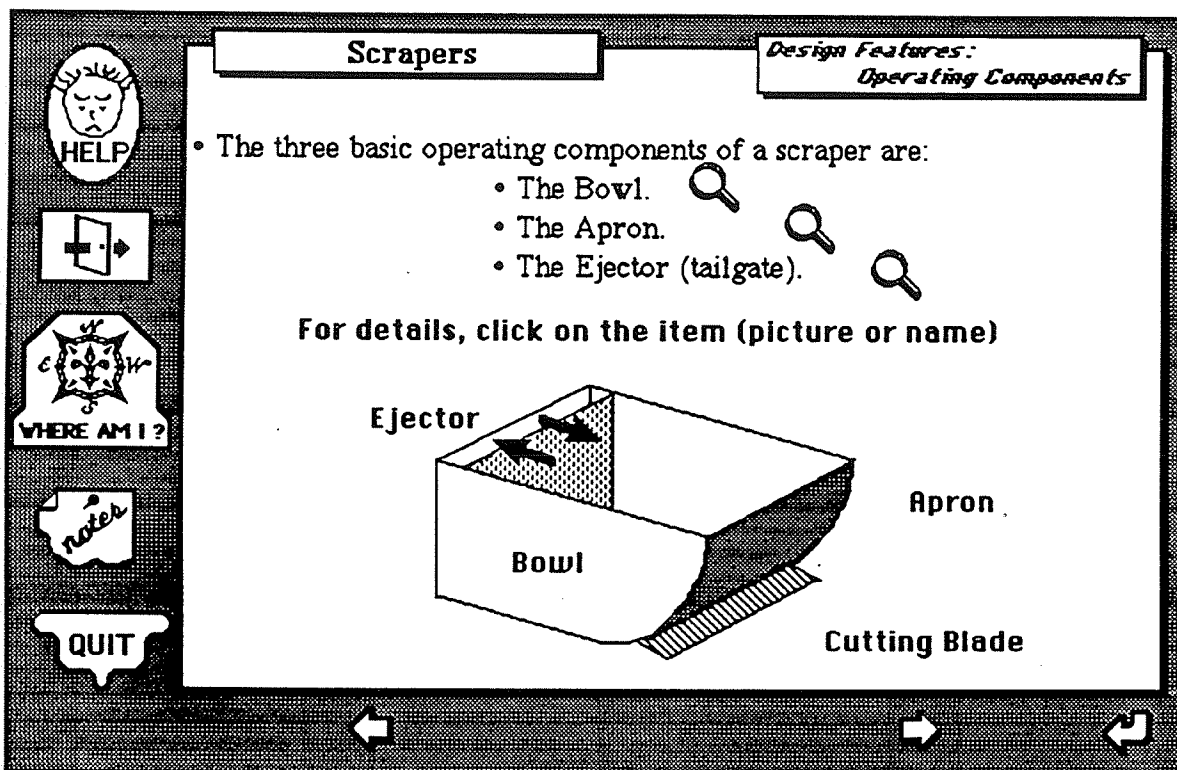 Scrapers
Design Features:
Operating Components
HELP
• The three basic operating components of a scraper are:
• The Bowl.
• The Apron.
• The Ejector (tailgate).
For details, click on the item (picture or name)
N
E W
S
WHERE AM I ?
Ejector
Apron
notes
Bowl
QUIT
Cutting Blade